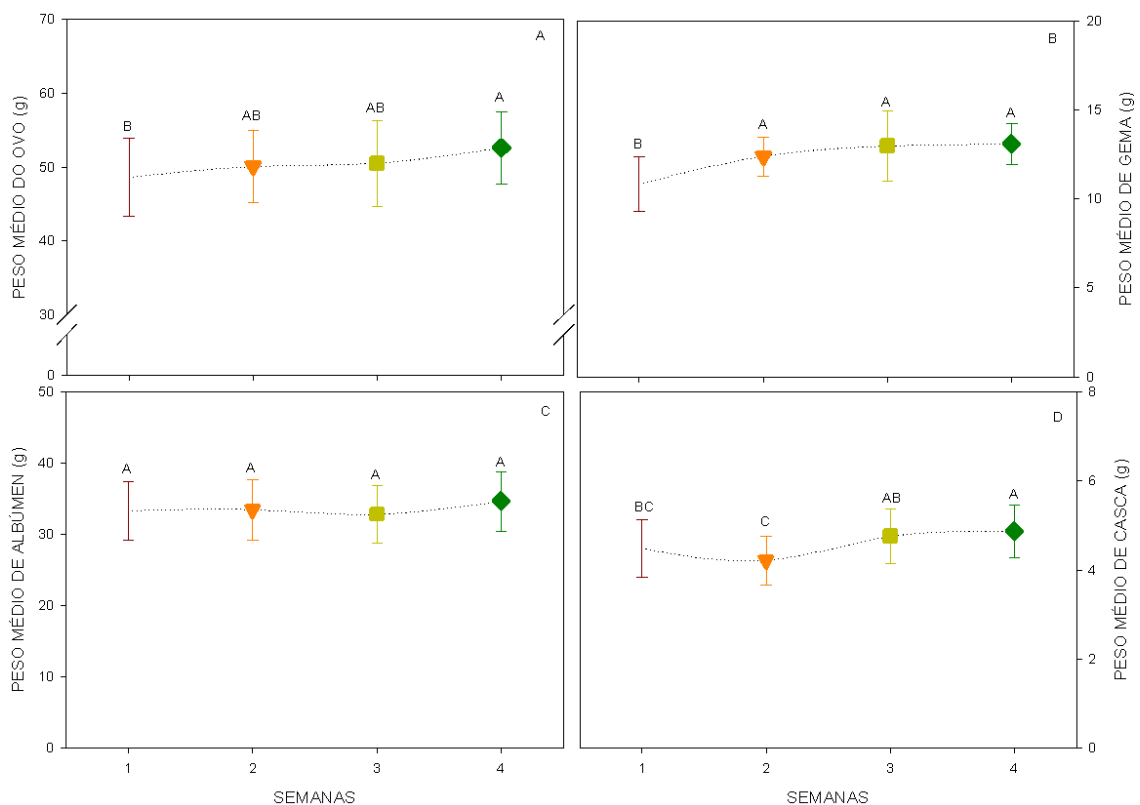 PESO MÉDIO DO OVO (g)
70
60
50
40
30
0
A
B
AB
AB
A
PESO MÉDIO DE GEMA (g)
20
15
10
5
0
B
B
A
A
A
PESO MÉDIO DE ALBÚMEN (g)
50
40
30
20
10
0
C
A
A
A
A
1 2 3 4
SEMANAS
PESO MÉDIO DE CASCA (g)
8
6
4
2
0
D
BC
C
AB
A
1 2 3 4
SEMANAS